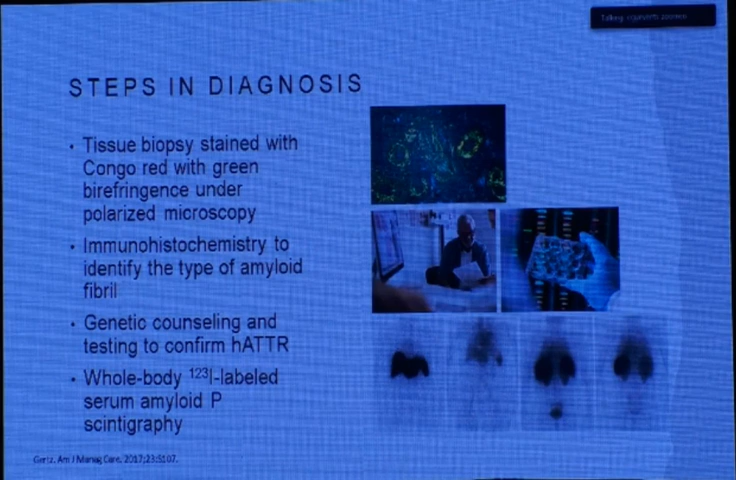 STEPS IN DIAGNOSIS
• Tissue biopsy stained with
Congo red with green
birefringence under
polarized microscopy
• Immunohistochemistry to
identify the type of amyloid
fibril
• Genetic counseling and
testing to confirm hATTR
• Whole-body ¹²³I-labeled
serum amyloid P
scintigraphy
Gertz. Am J Manag Care. 2017;23:S107.
Talking: